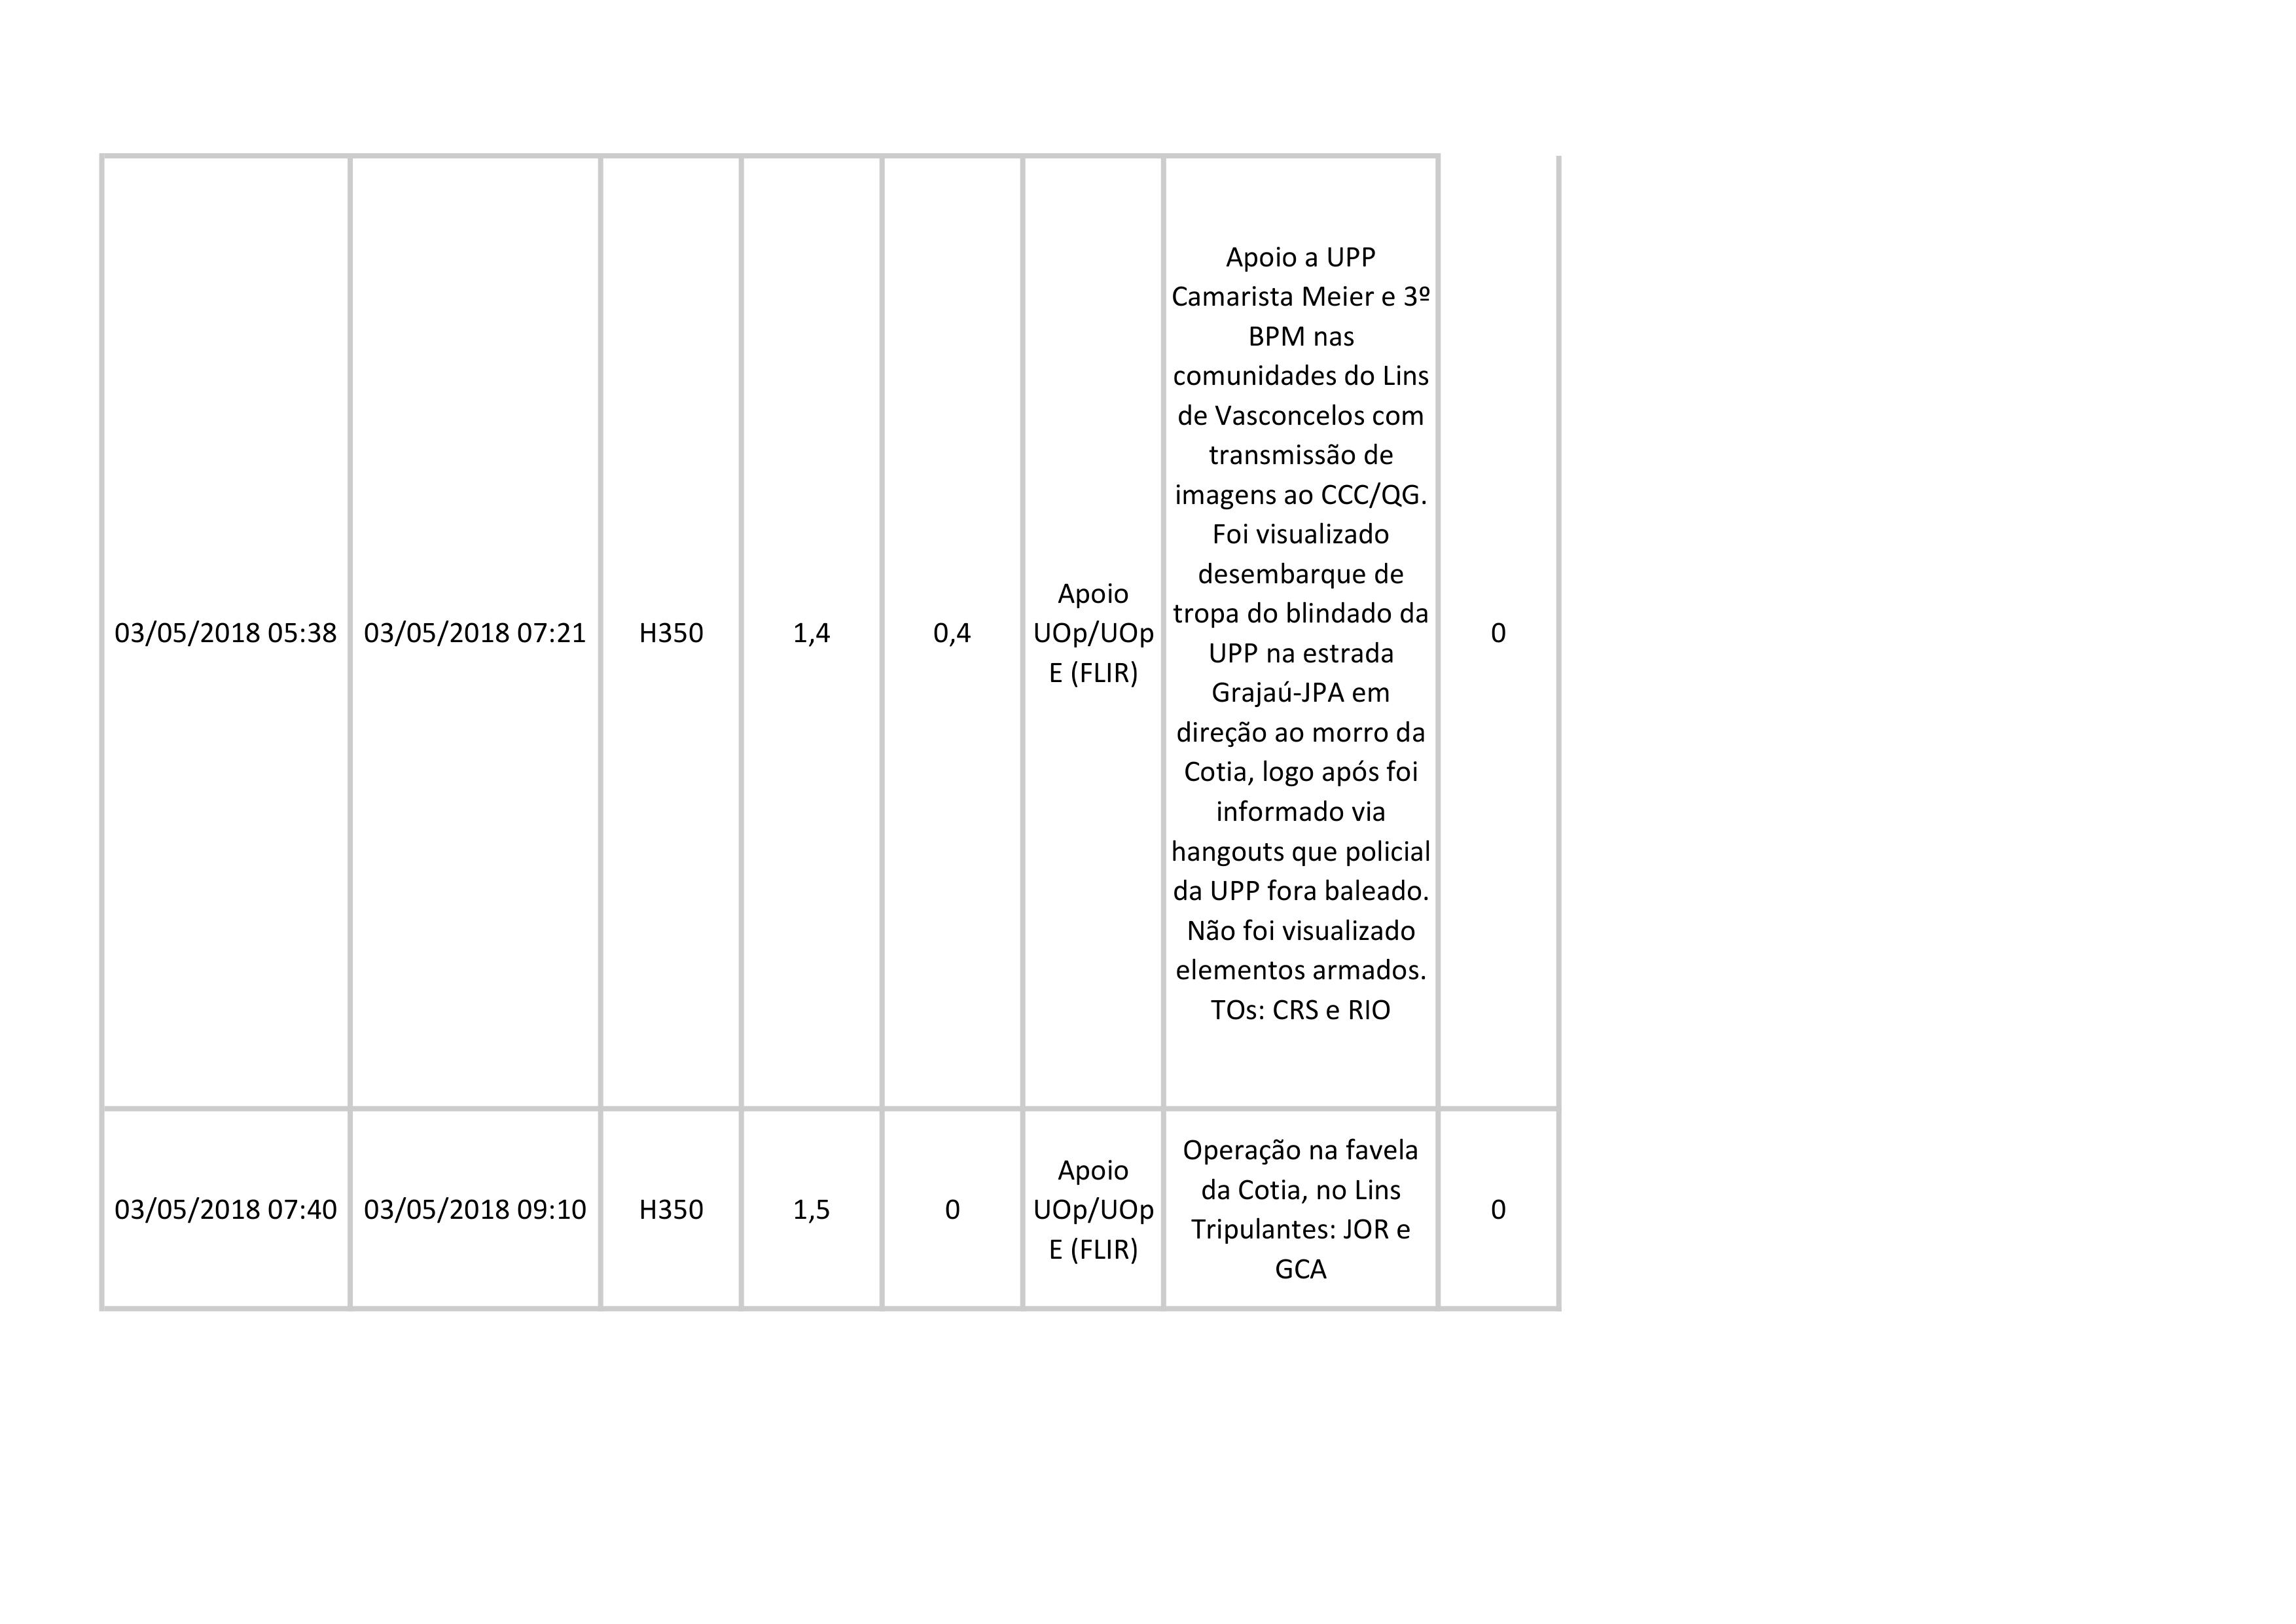 03/05/2018 05:38
03/05/2018 07:21
H350
1,4
0,4
Apoio
UOp/UOp
E (FLIR)
Apoio a UPP
Camarista Meier e 3º
BPM nas
comunidades do Lins
de Vasconcelos com
transmissão de
imagens ao CCC/QG.
Foi visualizado
desembarque de
tropa do blindado da
UPP na estrada
Grajaú-JPA em
direção ao morro da
Cotia, logo após foi
informado via
hangouts que policial
da UPP fora baleado.
Não foi visualizado
elementos armados.
TOs: CRS e RIO
0
03/05/2018 07:40
03/05/2018 09:10
H350
1,5
0
Apoio
UOp/UOp
E (FLIR)
Operação na favela
da Cotia, no Lins
Tripulantes: JOR e
GCA
0